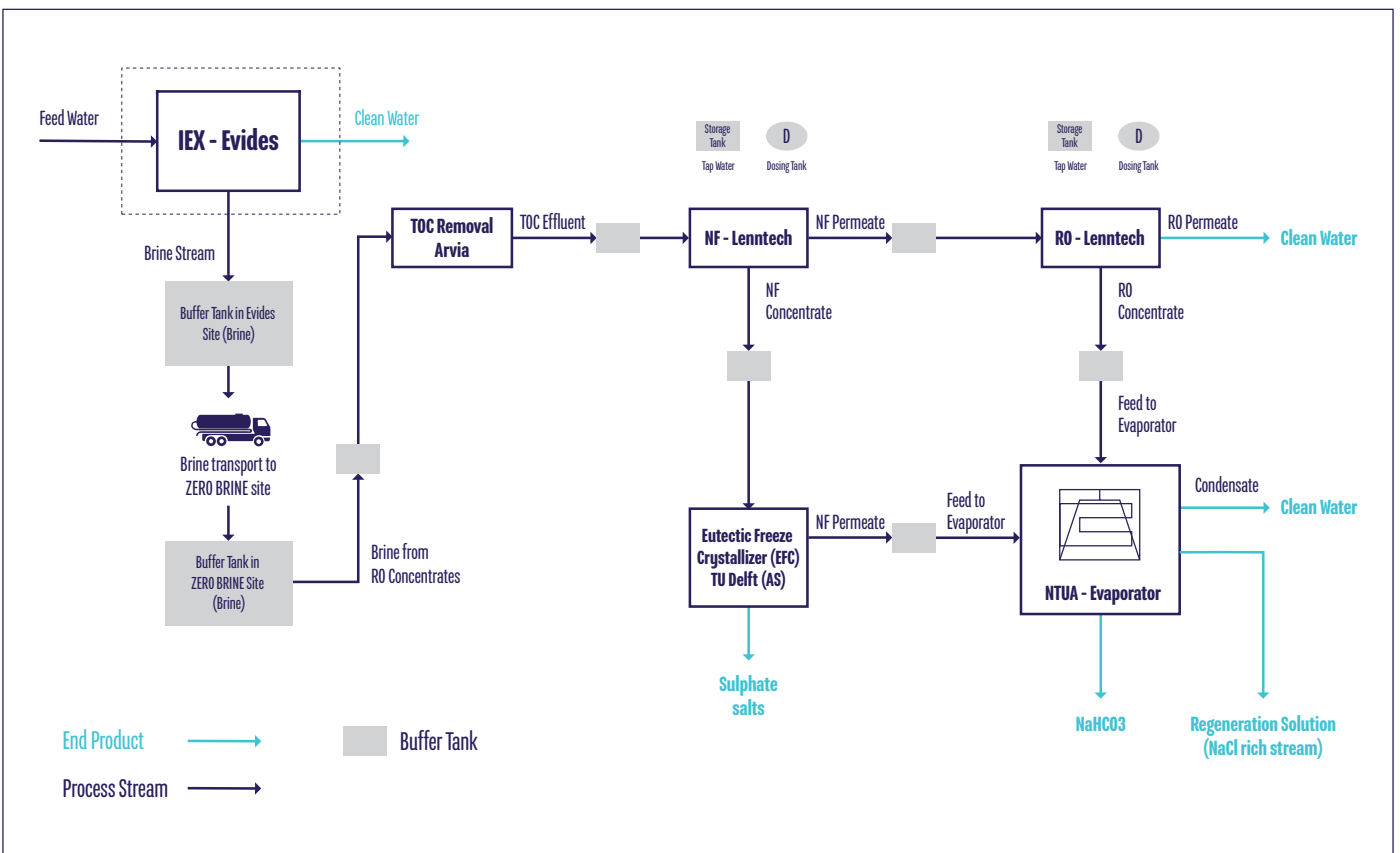 Feed Water
IEX - Evides
Clean Water
Brine Stream
Buffer Tank in Evides
Site (Brine)
Brine transport to
ZERO BRINE site
Buffer Tank in
ZERO BRINE Site
(Brine)
Brine from
RO Concentrates
TOC Removal
Arvia
TOC Effluent
Storage
Tank
Tap Water
D
Dosing Tank
NF - Lenntech
NF Permeate
NF
Concentrate
Storage
Tank
Tap Water
D
Dosing Tank
RO - Lenntech
RO Permeate
Clean Water
RO
Concentrate
Feed to
Evaporator
Eutectic Freeze
Crystallizer (EFC)
TU Delft (AS)
NF Permeate
Feed to
Evaporator
NTUA - Evaporator
Condensate
Clean Water
Sulphate
salts
NaHCO3
Regeneration Solution
(NaCl rich stream)
End Product
Buffer Tank
Process Stream